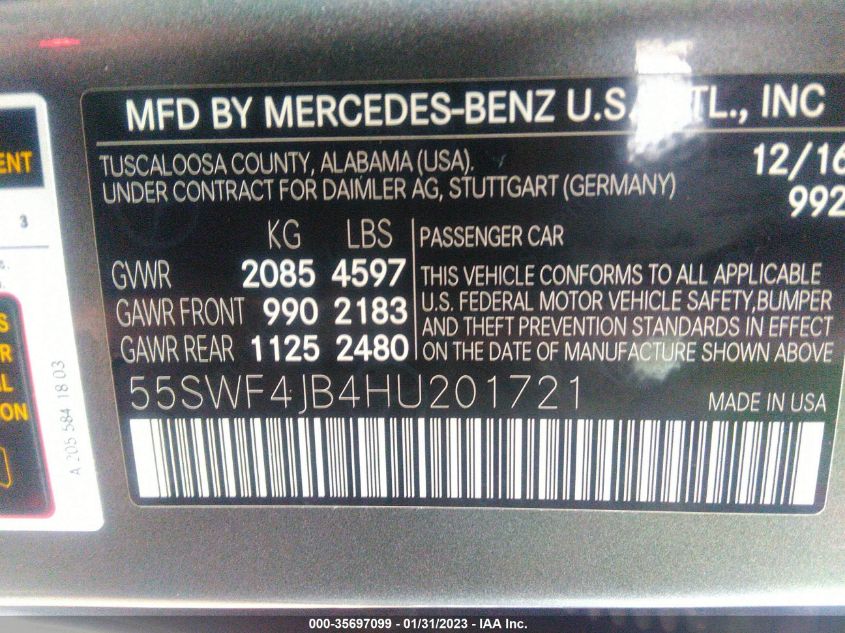 MFD BY MERCEDES-BENZ U.S. INC
TUSCALOOSA COUNTY, ALABAMA (USA).
UNDER CONTRACT FOR DAIMLER AG, STUTTGART (GERMANY)
12/16
992
KG LBS
GVWR 2085 4597
GAWR FRONT 990 2183
GAWR REAR 1125 2480
PASSENGER CAR
THIS VEHICLE CONFORMS TO ALL APPLICABLE
U.S. FEDERAL MOTOR VEHICLE SAFETY,BUMPER
AND THEFT PREVENTION STANDARDS IN EFFECT
ON THE DATE OF MANUFACTURE SHOWN ABOVE
55SWF4JB4HU201721
MADE IN USA
ENT
3
S
R
AL
ION
A 205 584 18 03
000-35697099 — 01/31/2023 — IAA Inc.